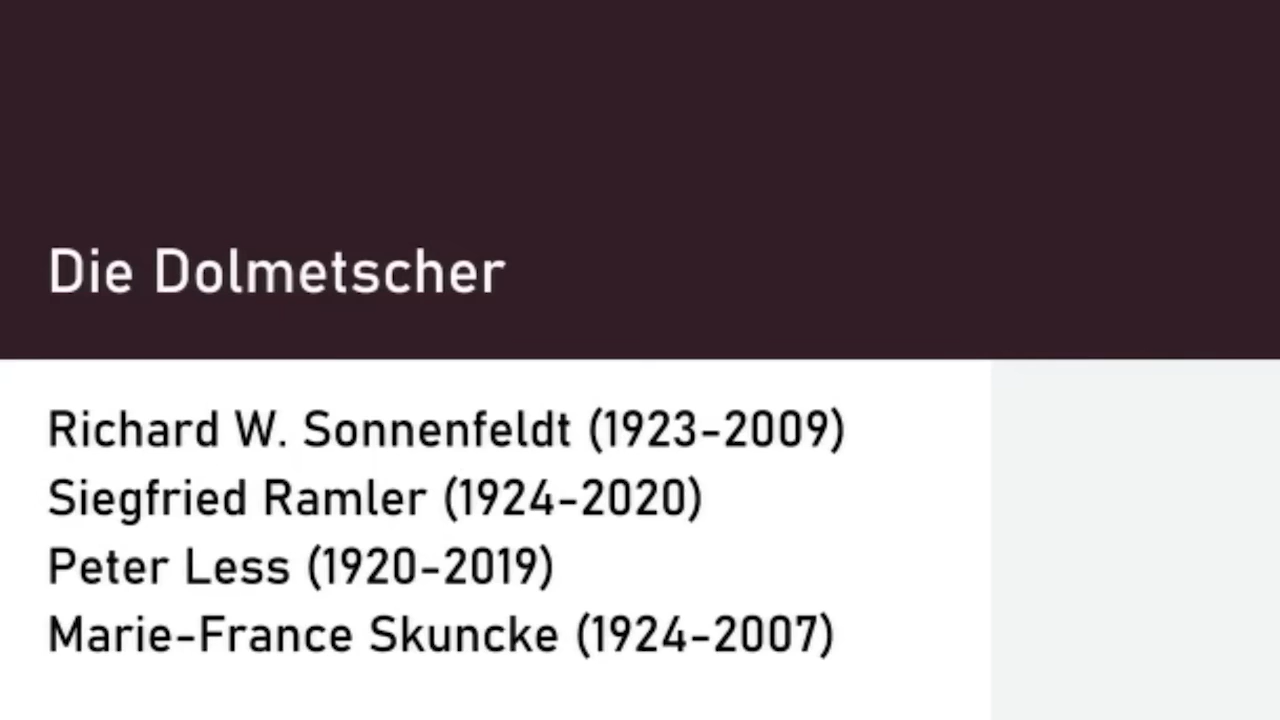 Die Dolmetscher
Richard W. Sonnenfeldt (1923-2009)
Siegfried Ramler (1924-2020)
Peter Less (1920-2019)
Marie-France Skuncke (1924-2007)